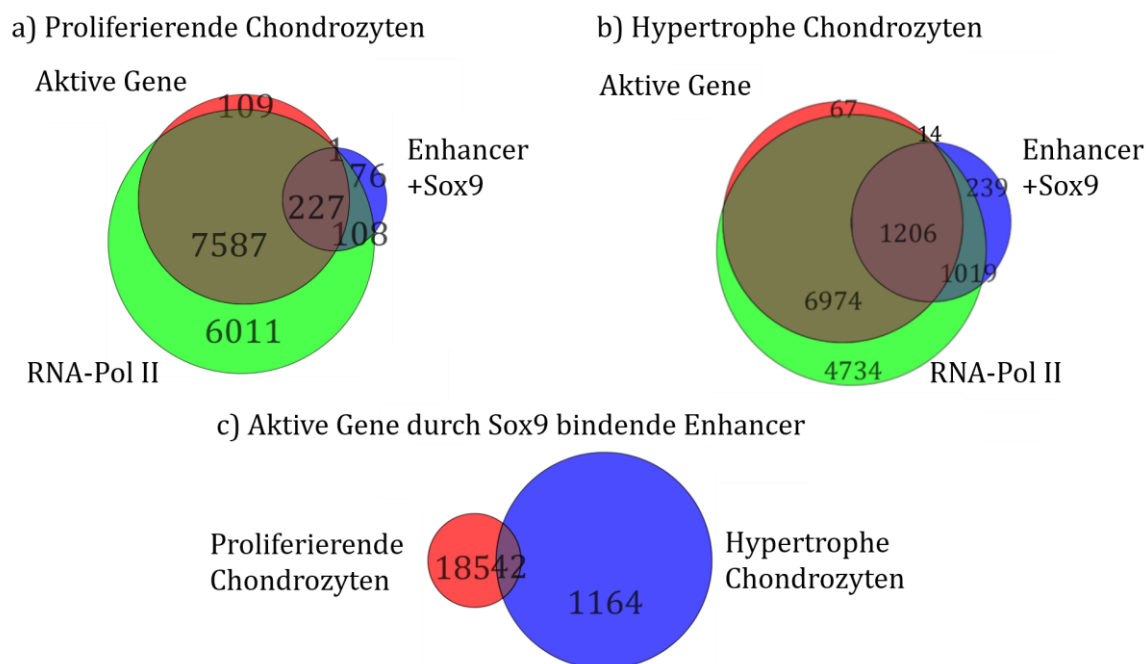 a) Proliferierende Chondrozyten
Aktive Gene
109
1
76
Enhancer
+Sox9
227
108
7587
6011
RNA-Pol II
b) Hypertrophe Chondrozyten
Aktive Gene
67
14
Enhancer
+Sox9
239
1206
1019
6974
4734
RNA-Pol II
c) Aktive Gene durch Sox9 bindende Enhancer
Proliferierende
Chondrozyten
185
42
1164
Hypertrophe
Chondrozyten